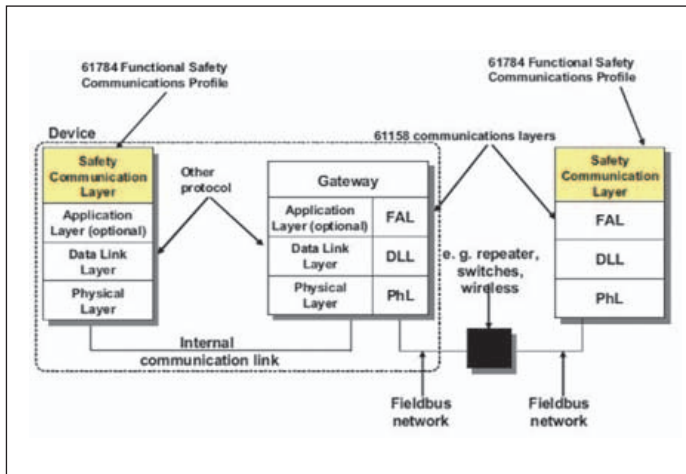 61784 Functional Safety
Communications Profile
61784 Functional Safety
Communications Profile
Device
61158 communications layers
Safety
Communication
Layer
Application
Layer (optional)
Data Link
Layer
Physical
Layer
Other
protocol
Gateway
Application
Layer (optional)
FAL
Data Link
Layer
DLL
Physical
Layer
PhL
e. g. repeater,
switches,
wireless
Safety
Communication
Layer
FAL
DLL
PhL
Internal
communication link
Fieldbus
network
Fieldbus
network